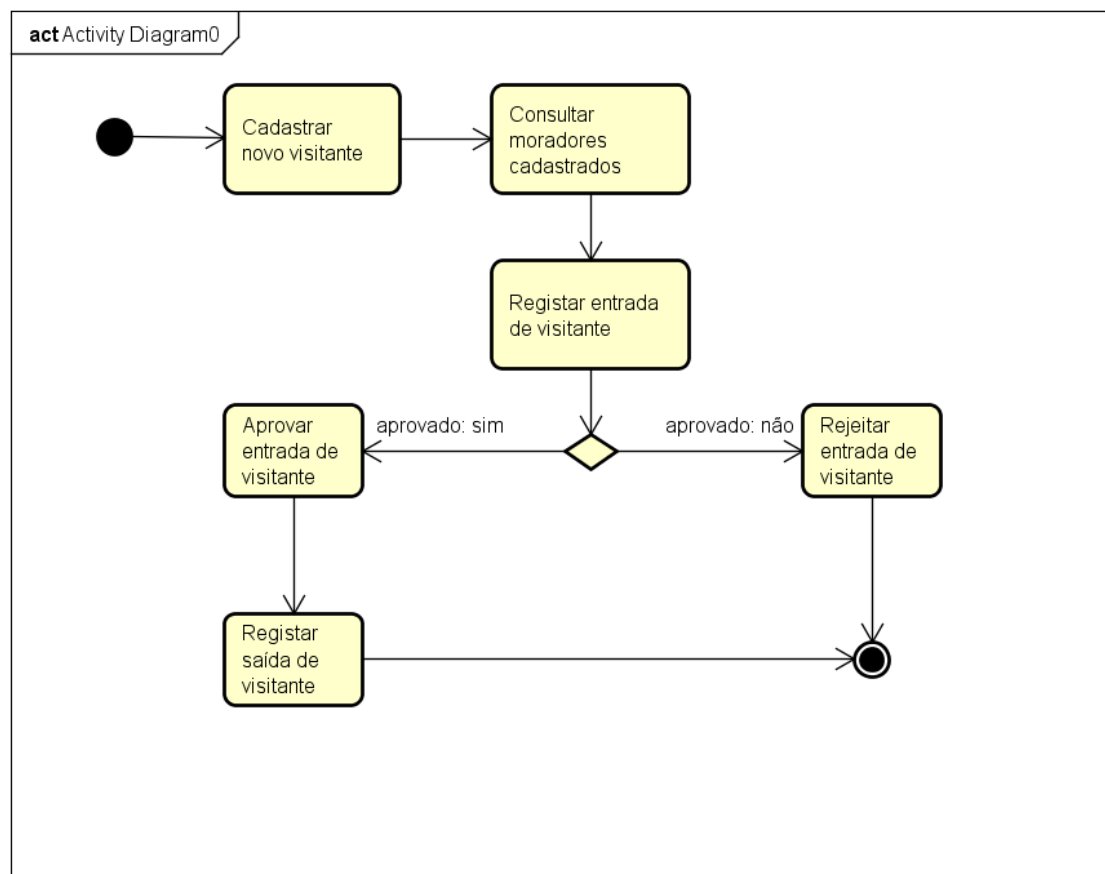 act Activity Diagram0
Cadastrar
novo visitante
Consultar
moradores
cadastrados
Registar entrada
de visitante
Aprovar
entrada de
visitante
aprovado: sim
aprovado: não
Rejeitar
entrada de
visitante
Registar
saída de
visitante